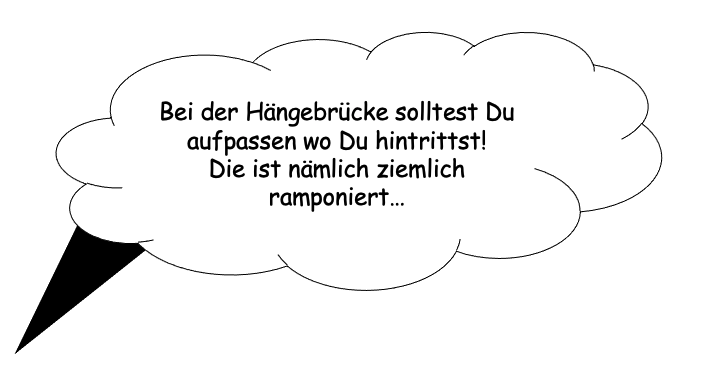 Bei der Hängebrücke solltest Du
aufpassen wo Du hintrittst!
Die ist nämlich ziemlich
ramponiert...